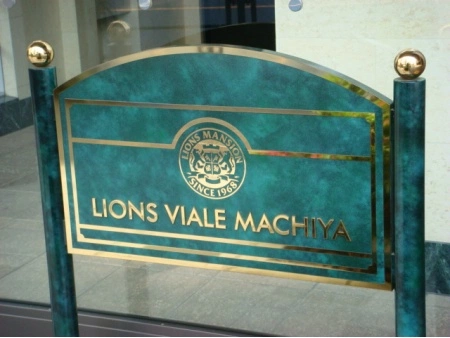 LIONS MANSION
SINCE 1968
LIONS VIALE MACHIYA